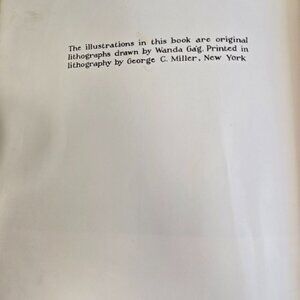 The illustrations in this book are original
lithographs drawn by Wanda Gág. Printed in
lithography by George C. Miller, New York